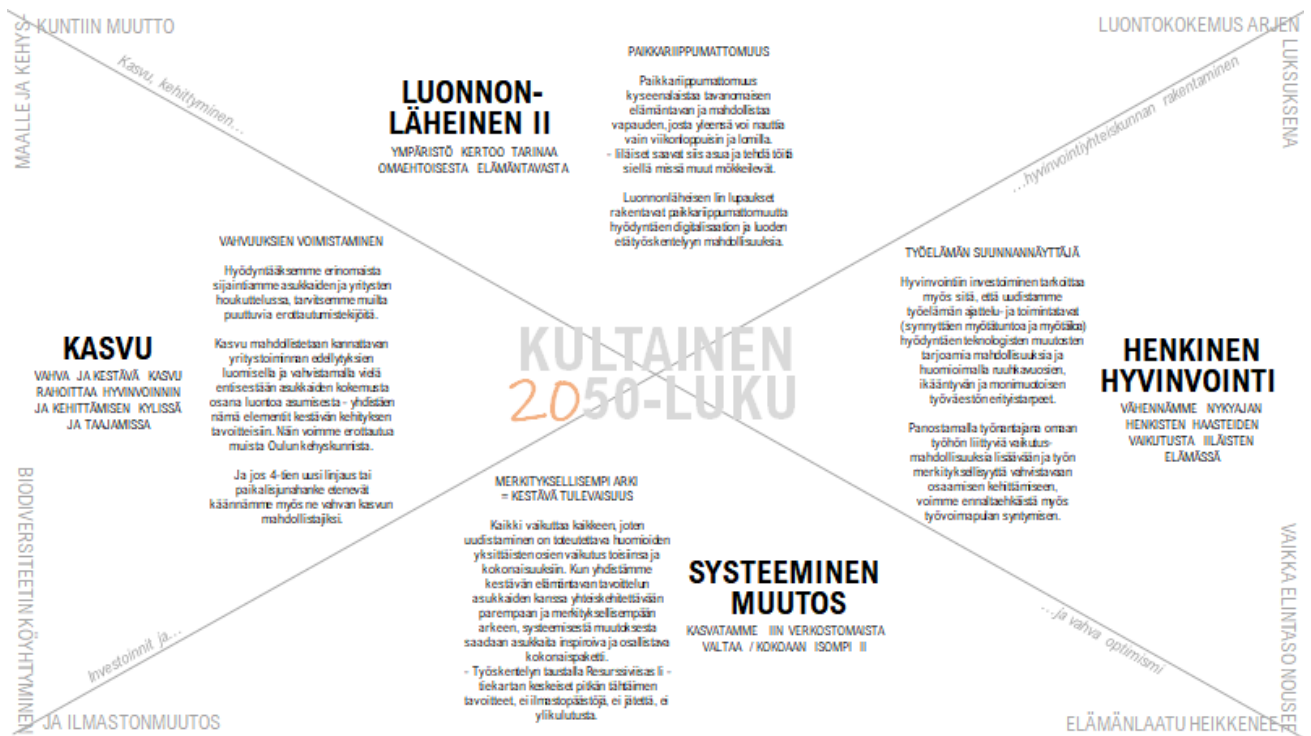 MAALLE JA KEHYS-
KUNTIIN MUUTTO
Kasvu, kehittyminen...
LUONNON-
LÄHEINEN II
YMPÄRISTÖ KERTOO TARINAA
OMAEHTOISESTA ELÄMÄNTAVASTA
PAIKKARIIPPUMATTOMUUS
Paikkariippumattomuus
kyseenalaistaa tavanomaisen
elämäntavan ja mahdollistaa
vapauden, josta yleensä voi nauttia
vain viikonloppuisin ja lomilla.
- Iiläiset saavat siis asua ja tehdä töitä
siellä missä muut mökkeilevät.
Luonnonläheisen Iin lupaukset
rakentavat paikkariippumattomuutta
hyödyntäen digitalisaation ja luoden
etätyöskentelyyn mahdollisuuksia.
LUONTOKOKEMUS ARJEN
LUKSUKSENA
...hyvinvointiyhteiskunnan rakentaminen
KASVU
VAHVA JA KESTÄVÄ KASVU
RAHOITTAA HYVINVOINNIN
JA KEHITTÄMISEN KYLISSÄ
JA TAAJAMISSA
VAHVUUKSIEN VOIMISTAMINEN
Hyödyntääksemme erinomaista
sijaintiamme asukkaiden ja yritysten
houkuttelussa, tarvitsemme muilta
puuttuvia erottautumistekijöitä.
Kasvu mahdollistetaan kannattavan
yritystoiminnan edellytyksien
luomisella ja vahvistamalla vielä
entisestään asukkaiden kokemusta
osana luontoa asumisesta - yhdistäen
nämä elementit kestävän kehityksen
tavoitteisiin. Näin voimme erottautua
muista Oulun kehyskunnista.
Ja jos 4-tien uusi linjaus tai
paikallisjunahanke etenevät
käännämme myös ne vahvan kasvun
mahdollistajiksi.
KULTAINEN
2050-LUKU
TYÖELÄMÄN SUUNNANNÄYTTÄJÄ
Hyvinvointiin investoiminen tarkoittaa
myös sitä, että uudistamme
työelämän ajattelu- ja toimintatavat
(synnyttäen myötätuntoa ja myötäiloa)
hyödyntäen teknologisten muutosten
tarjoamia mahdollisuuksia ja
huomioimalla ruuhkavuosien,
ikääntyvän ja monimuotoisen
työväestön erityistarpeet.
Panostamalla työnantajana omaan
työhön liittyviä vaikutus-
mahdollisuuksia lisäävään ja työn
merkityksellisyyttä vahvistavaan
osaamisen kehittämiseen,
voimme ennaltaehkäistä myös
työvoimapulan syntymisen.
HENKINEN
HYVINVOINTI
VÄHENNÄMME NYKYAJAN
HENKISTEN HAASTEIDEN
VAIKUTUSTA IILÄISTEN
ELÄMÄSSÄ
MERKITYKSELLISEMPI ARKI
= KESTÄVÄ TULEVAISUUS
Kaikki vaikuttaa kaikkeen, joten
uudistaminen on toteutettava huomioiden
yksittäisten osien vaikutus toisiinsa ja
kokonaisuuksiin. Kun yhdistämme
kestävän elämäntavan tavoittelun
asukkaiden kanssa yhteiskehitettävään
parempaan ja merkityksellisempään
arkeen, systeemisestä muutoksesta
saadaan asukkaita inspiroiva ja osallistava
kokonaispaketti.
- Työskentelyn taustalla Resurssiviisas Ii -
tiekartan keskeiset pitkän tähtäimen
tavoitteet, ei ilmastopäästöjä, ei jätettä, ei
ylikulutusta.
SYSTEEMINEN
MUUTOS
KASVATAMME IIN VERKOSTOMAISTA
VALTAA / KOKOAAN ISOMPI II
Investoinnit ja...
BIODIVERSITEETIN KÖYHTYMINEN
JA ILMASTONMUUTOS
...ja vahva optimismi
VAIKKA ELINTASO NOUSEE
ELÄMÄNLAATU HEIKKENEE